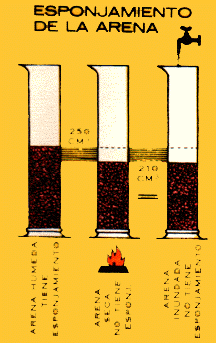 ESPONJAMIENTO
DE LA ARENA
250
CM³
210
CM³
ARENA HUMEDA
TIENE
ESPONJAMIENTO
ARENA
SECA
NO TIENE
ESPONJ.
ARENA
INUNDADA
NO TIENE
ESPONJAMIENTO